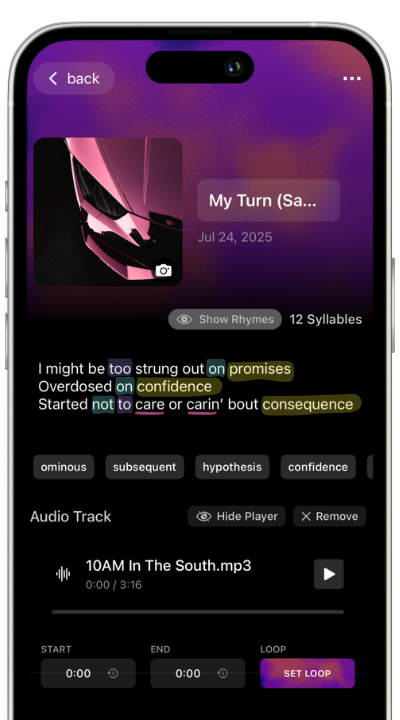 back
My Turn (Sa...
Jul 24, 2025
Show Rhymes
12 Syllables
I might be too strung out on promises
Overdosed on confidence
Started not to care or carin' bout consequence
ominous
subsequent
hypothesis
confidence
Audio Track
Hide Player
Remove
10AM In The South.mp3
0:00 / 3:16
START
END
LOOP
0:00
0:00
SET LOOP